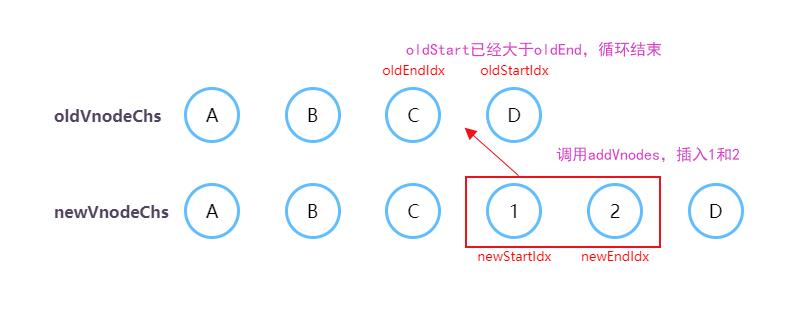 oldStart已经大于oldEnd，循环结束
oldEndIdx oldStartIdx
oldVnodeChs A B C D
调用addVnodes，插入1和2
newVnodeChs A B C 1 2 D
newStartIdx newEndIdx